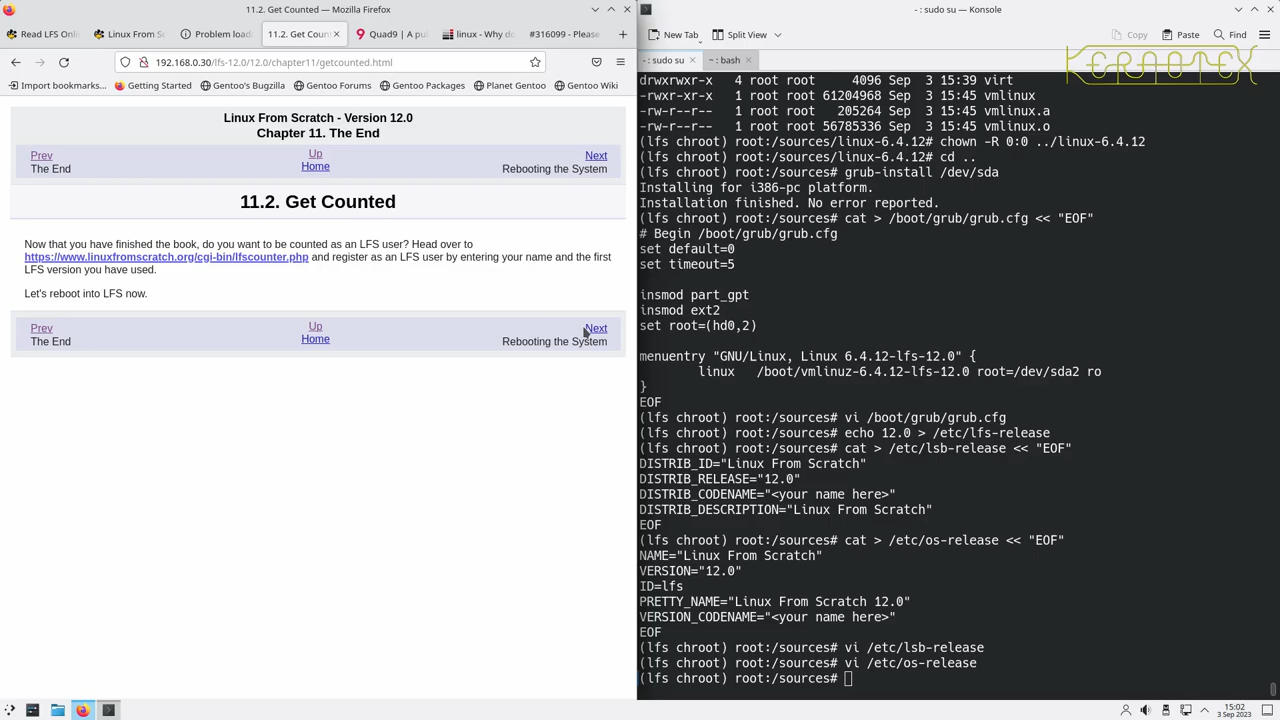 11.2. Get Counted — Mozilla Firefox
Read LFS Onli
Linux From Sc
Problem loadi
11.2. Get Coun
Quad9 | A pu
linux - Why do
#316099 - Please
192.168.0.30/lfs-12.0/12.0/chapter11/getcounted.html
Import bookmarks...
Getting Started
Gentoo's Bugzilla
Gentoo Forums
Gentoo Packages
Planet Gentoo
Gentoo Wiki
Linux From Scratch - Version 12.0
Chapter 11. The End
Prev
Up
Next
The End
Home
Rebooting the System
11.2. Get Counted
Now that you have finished the book, do you want to be counted as an LFS user? Head over to
https://www.linuxfromscratch.org/cgi-bin/lfscounter.php and register as an LFS user by entering your name and the first
LFS version you have used.
Let's reboot into LFS now.
Prev
Up
Next
The End
Home
Rebooting the System
- : sudo su — Konsole
New Tab
Split View
Copy
Paste
Find
- : sudo su
~ : bash
KERNOTEX
drwxrwxr-x 4 root root 4096 Sep 3 15:39 virt
-rwxr-xr-x 1 root root 61204968 Sep 3 15:45 vmlinux
-rw-r--r-- 1 root root 205264 Sep 3 15:45 vmlinux.a
-rw-r--r-- 1 root root 56785336 Sep 3 15:45 vmlinux.o
(lfs chroot) root:/sources/linux-6.4.12# chown -R 0:0 ../linux-6.4.12
(lfs chroot) root:/sources/linux-6.4.12# cd ..
(lfs chroot) root:/sources# grub-install /dev/sda
Installing for i386-pc platform.
Installation finished. No error reported.
(lfs chroot) root:/sources# cat > /boot/grub/grub.cfg << "EOF"
# Begin /boot/grub/grub.cfg
set default=0
set timeout=5
insmod part_gpt
insmod ext2
set root=(hd0,2)
menuentry "GNU/Linux, Linux 6.4.12-lfs-12.0" {
linux /boot/vmlinuz-6.4.12-lfs-12.0 root=/dev/sda2 ro
}
EOF
(lfs chroot) root:/sources# vi /boot/grub/grub.cfg
(lfs chroot) root:/sources# echo 12.0 > /etc/lfs-release
(lfs chroot) root:/sources# cat > /etc/lsb-release << "EOF"
DISTRIB_ID="Linux From Scratch"
DISTRIB_RELEASE="12.0"
DISTRIB_CODENAME="<your name here>"
DISTRIB_DESCRIPTION="Linux From Scratch"
EOF
(lfs chroot) root:/sources# cat > /etc/os-release << "EOF"
NAME="Linux From Scratch"
VERSION="12.0"
ID=lfs
PRETTY_NAME="Linux From Scratch 12.0"
VERSION_CODENAME="<your name here>"
EOF
(lfs chroot) root:/sources# vi /etc/lsb-release
(lfs chroot) root:/sources# vi /etc/os-release
(lfs chroot) root:/sources#
15:02
3 Sep 2023